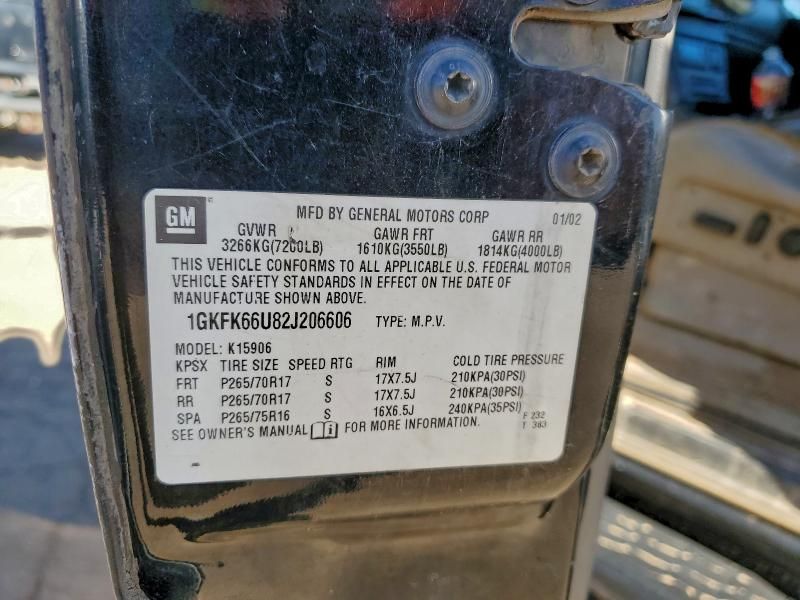 GM
MFD BY GENERAL MOTORS CORP 01/02
GVWR GAWR FRT GAWR RR
3266KG(7200LB) 1610KG(3550LB) 1814KG(4000LB)
THIS VEHICLE CONFORMS TO ALL APPLICABLE U.S. FEDERAL MOTOR
VEHICLE SAFETY STANDARDS IN EFFECT ON THE DATE OF
MANUFACTURE SHOWN ABOVE.
1GKFK66U82J206606 TYPE: M.P.V.
MODEL: K15906
KPSX TIRE SIZE SPEED RTG RIM COLD TIRE PRESSURE
FRT P265/70R17 S 17X7.5J 210KPA(30PSI)
RR P265/70R17 S 17X7.5J 210KPA(30PSI)
SPA P265/75R16 S 16X6.5J 240KPA(35PSI) F 232
SEE OWNER'S MANUAL FOR MORE INFORMATION. T 383